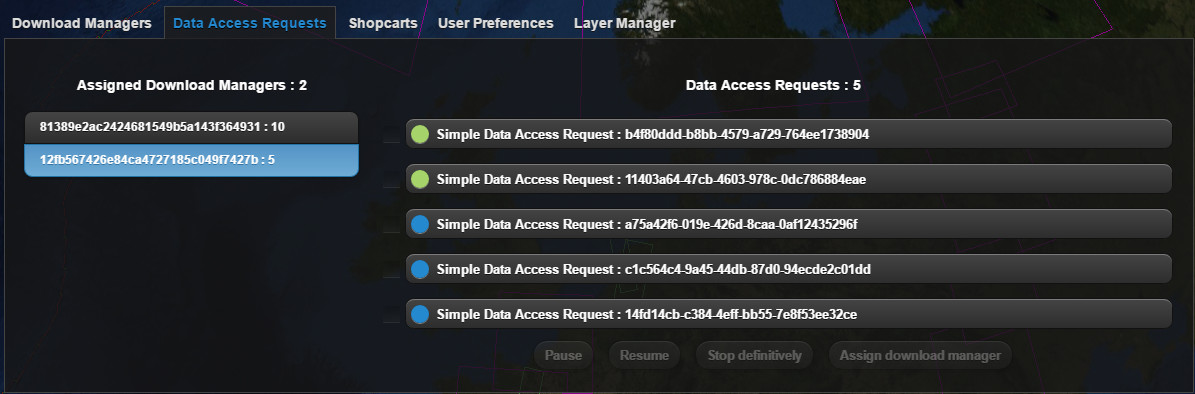 Download Managers Data Access Requests Shopcarts User Preferences Layer Manager
Assigned Download Managers : 2
81389e2ac2424681549b5a143f364931 : 10
12fb567426e84ca4727185c049f7427b : 5
Data Access Requests : 5
Simple Data Access Request : b4f80ddd-b8bb-4579-a729-764ee1738904
Simple Data Access Request : 11403a64-47cb-4603-978c-0dc786884eae
Simple Data Access Request : a75a42f6-019e-426d-8caa-0af12435296f
Simple Data Access Request : c1c564c4-9a45-44db-87d0-94ecde2c01dd
Simple Data Access Request : 14fd14cb-c384-4eff-bb55-7e8f53ee32ce
Pause Resume Stop definitively Assign download manager